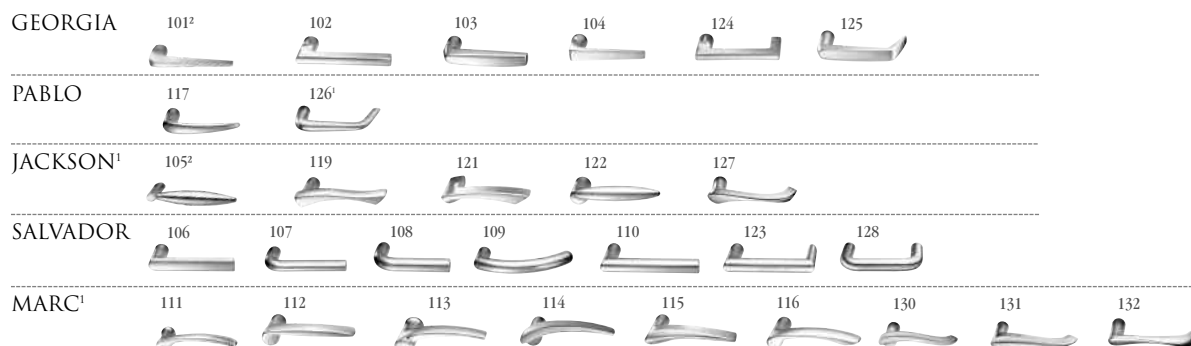 GEORGIA 101² 102 103 104 124 125
PABLO 117 126¹
JACKSON¹ 105² 119 121 122 127
SALVADOR 106 107 108 109 110 123 128
MARC¹ 111 112 113 114 115 116 130 131 132